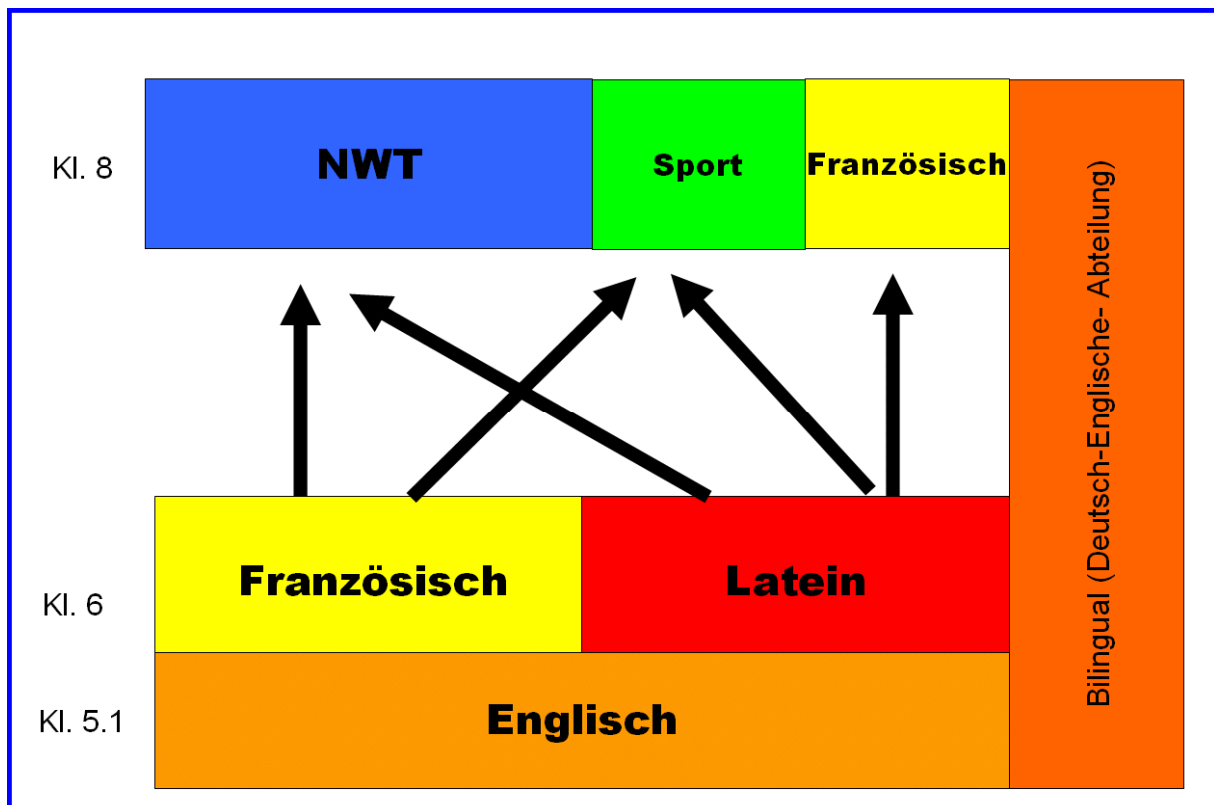 Kl. 8
NWT
Sport
Französisch
Bilingual (Deutsch-Englische- Abteilung)
Kl. 6
Französisch
Latein
Kl. 5.1
Englisch